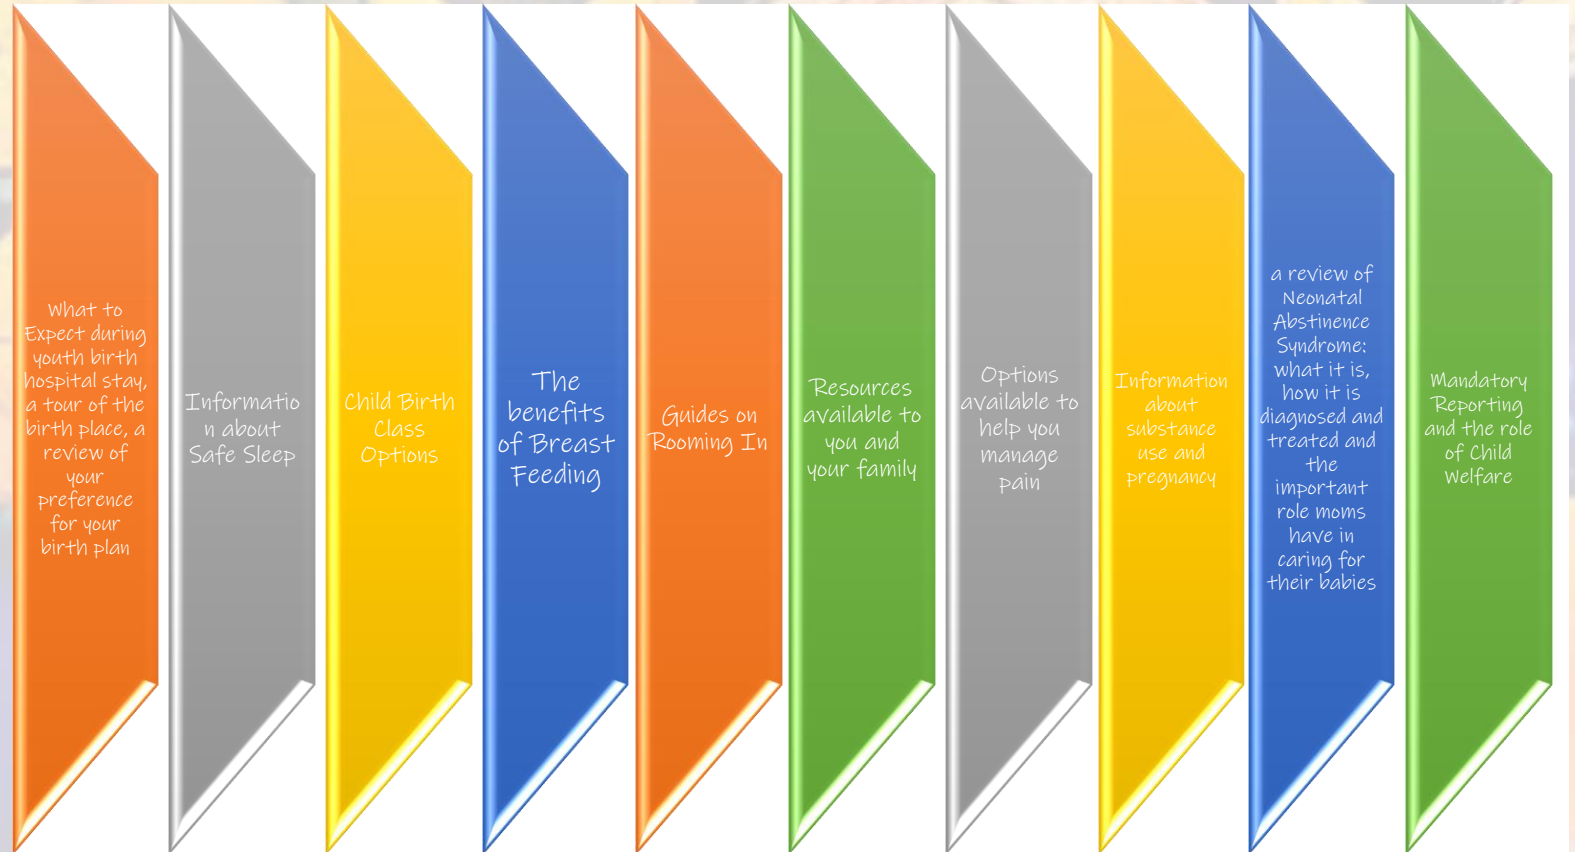 What to
Expect during
youth birth
hospital stay,
a tour of the
birth place, a
review of
your
preference
for your
birth plan
Informatio
n about
Safe Sleep
Child Birth
Class
Options
The
benefits
of Breast
Feeding
Guides on
Rooming In
Resources
available to
you and
your family
Options
available to
help you
manage
pain
Information
about
substance
use and
pregnancy
a review of
Neonatal
Abstinence
Syndrome:
what it is,
how it is
diagnosed and
treated and
the
important
role moms
have in
caring for
their babies
Mandatory
Reporting
and the role
of Child
Welfare